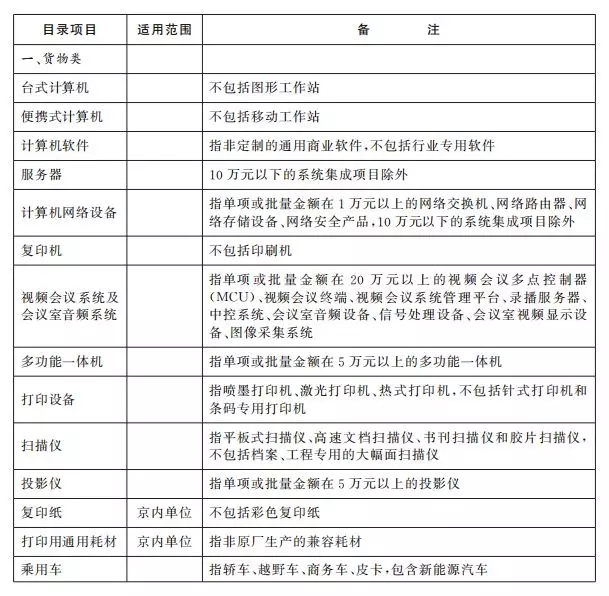 目录项目 适用范围 备 注
一、货物类
台式计算机 不包括图形工作站
便携式计算机 不包括移动工作站
计算机软件 指非定制的通用商业软件,不包括行业专用软件
服务器 10 万元以下的系统集成项目除外
计算机网络设备 指单项或批量金额在 1 万元以上的网络交换机、网络路由器、网
络存储设备、网络安全产品,10 万元以下的系统集成项目除外
复印机 不包括印刷机
视频会议系统及
会议室音频系统
指单项或批量金额在 20 万元以上的视频会议多点控制器
(MCU)、视频会议终端、视频会议系统管理平台、录播服务器、
中控系统、会议室音频设备、信号处理设备、会议室视频显示设
备、图像采集系统
多功能一体机 指单项或批量金额在 5 万元以上的多功能一体机
打印设备 指喷墨打印机、激光打印机、热式打印机,不包括针式打印机和
条码专用打印机
扫描仪 指平板式扫描仪、高速文档扫描仪、书刊扫描仪和胶片扫描仪,
不包括档案、工程专用的大幅面扫描仪
投影仪 指单项或批量金额在 5 万元以上的投影仪
复印纸 京内单位 不包括彩色复印纸
打印用通用耗材 京内单位 指非原厂生产的兼容耗材
乘用车 指轿车、越野车、商务车、皮卡,包含新能源汽车